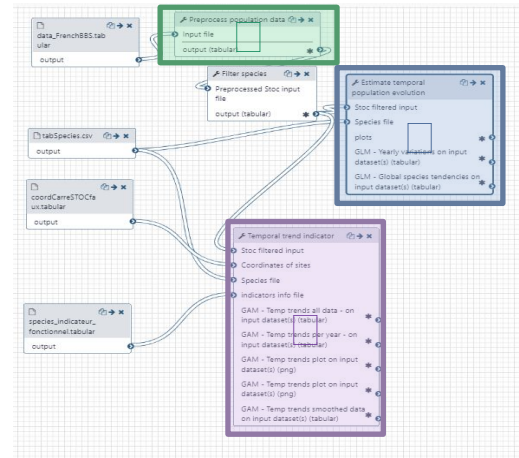 data_FrenchBBS.tab
ular
output
Preprocess population data
Input file
output (tabular)
Filter species
Preprocessed Stoc input
file
output (tabular)
Estimate temporal
population evolution
Stoc filtered input
Species file
plots
GLM - Yearly variations on input
dataset(s) (tabular)
GLM - Global species tendencies on
input dataset(s) (tabular)
tabSpecies.csv
output
coordCarreSTOCfa
ux.tabular
output
species_indicateur_
fonctionnel.tabular
output
Temporal trend indicator
Stoc filtered input
Coordinates of sites
Species file
indicators info file
GAM - Temp trends all data - on
input dataset(s) (tabular)
GAM - Temp trends per year - on
input dataset(s) (tabular)
GAM - Temp trends plot on input
dataset(s) (png)
GAM - Temp trends plot on input
dataset(s) (png)
GAM - Temp trends smoothed data
on input dataset(s) (tabular)